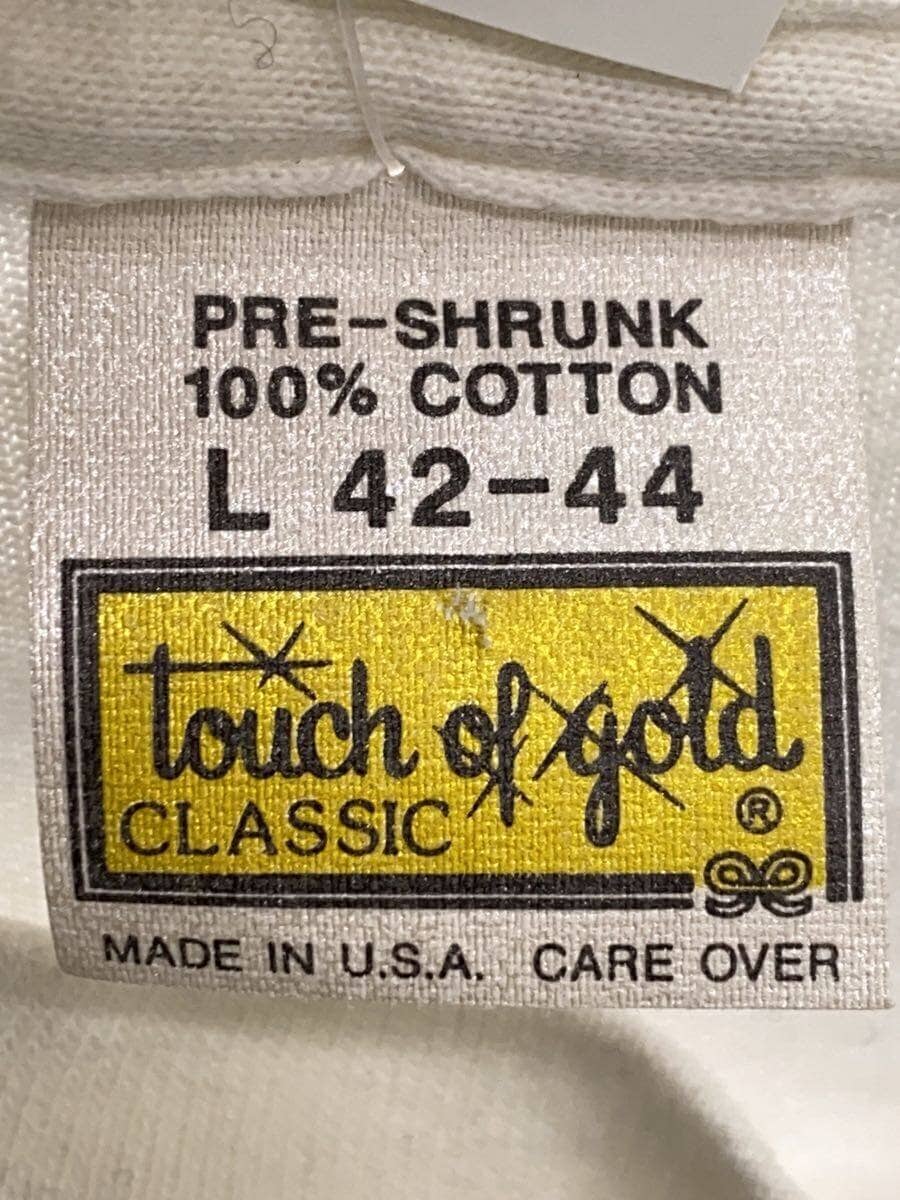 PRE-SHRUNK
100% COTTON
L 42-44
touch of gold
CLASSIC ®
MADE IN U.S.A. CARE OVER